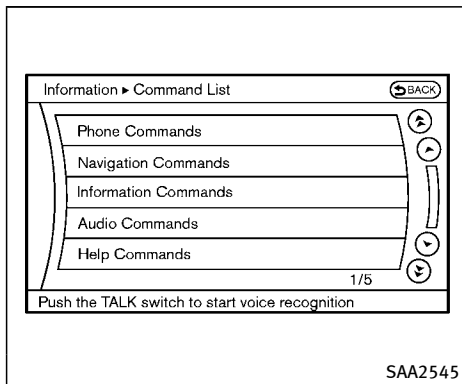 Information ▸ Command List
BACK
Phone Commands
Navigation Commands
Information Commands
Audio Commands
Help Commands
1/5
Push the TALK switch to start voice recognition
SAA2545